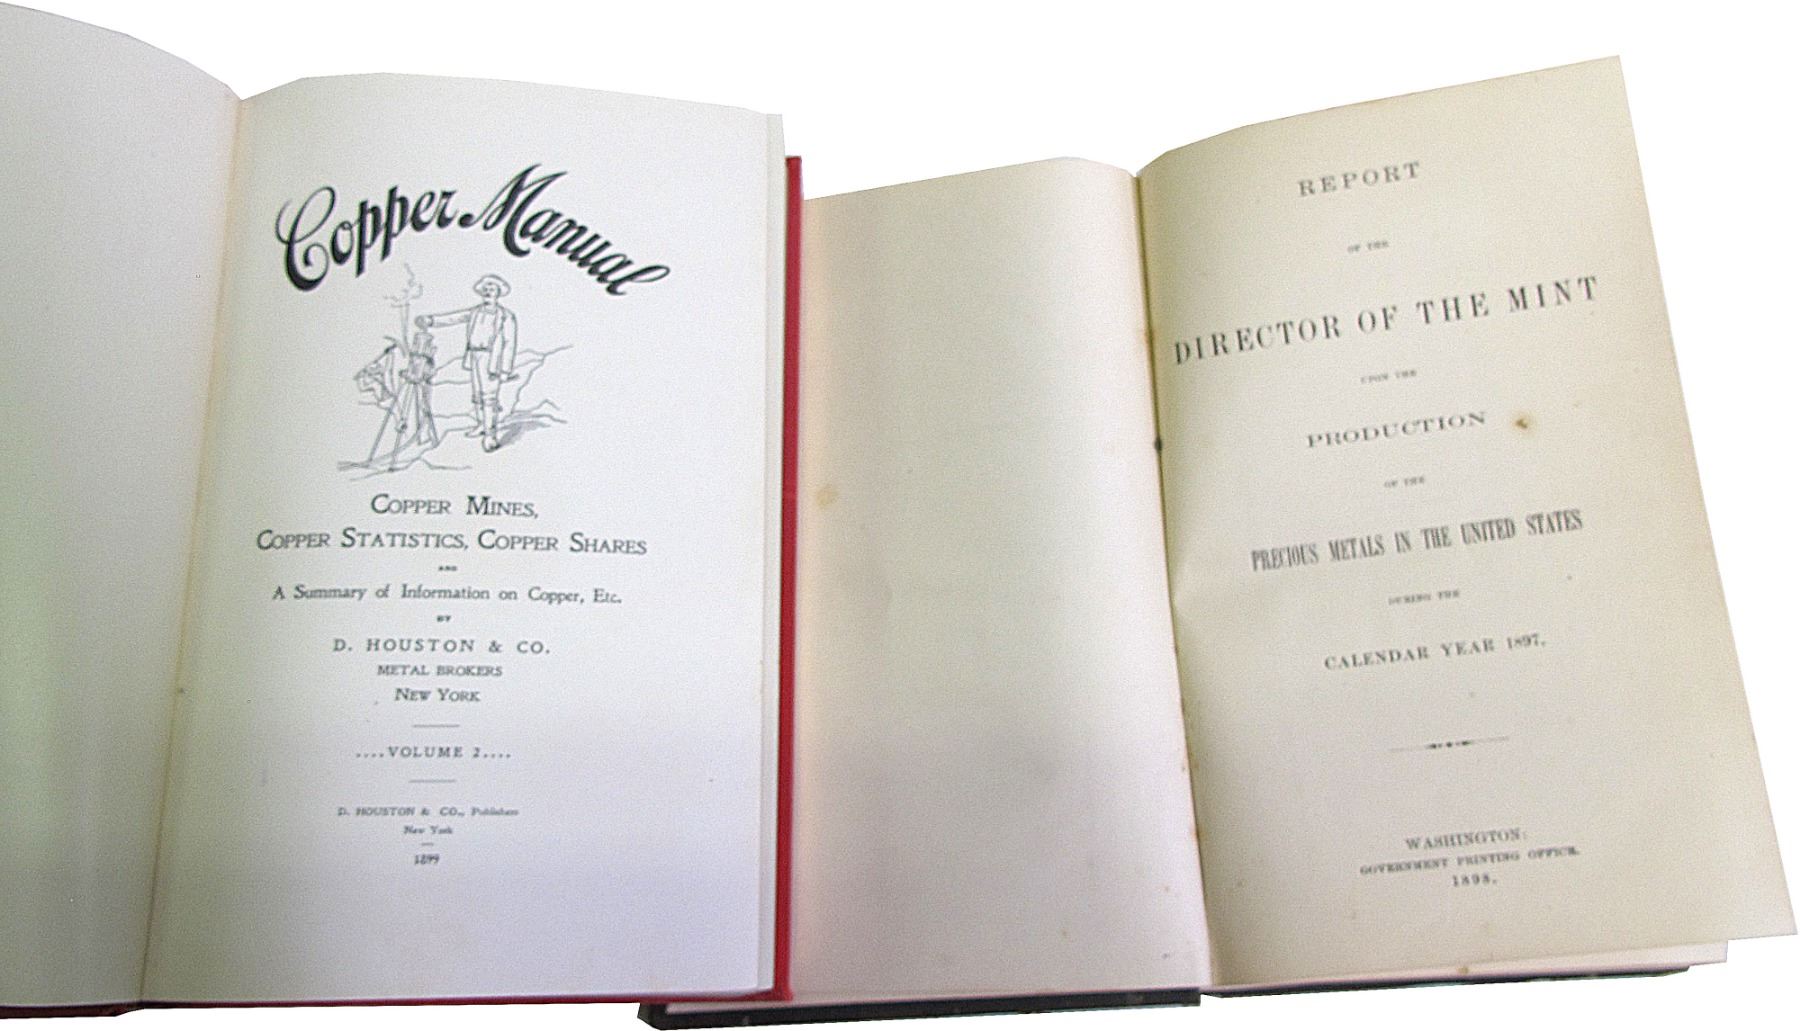 Copper Manual
COPPER MINES,
COPPER STATISTICS, COPPER SHARES
AND
A Summary of Information on Copper, Etc.
BY
D. HOUSTON & CO.
METAL BROKERS
NEW YORK
....VOLUME 2....
D. HOUSTON & CO., Publishers
New York
1899
REPORT
OF THE
DIRECTOR OF THE MINT
UPON THE
PRODUCTION
OF THE
PRECIOUS METALS IN THE UNITED STATES
DURING THE
CALENDAR YEAR 1897.
WASHINGTON:
GOVERNMENT PRINTING OFFICE.
1898.